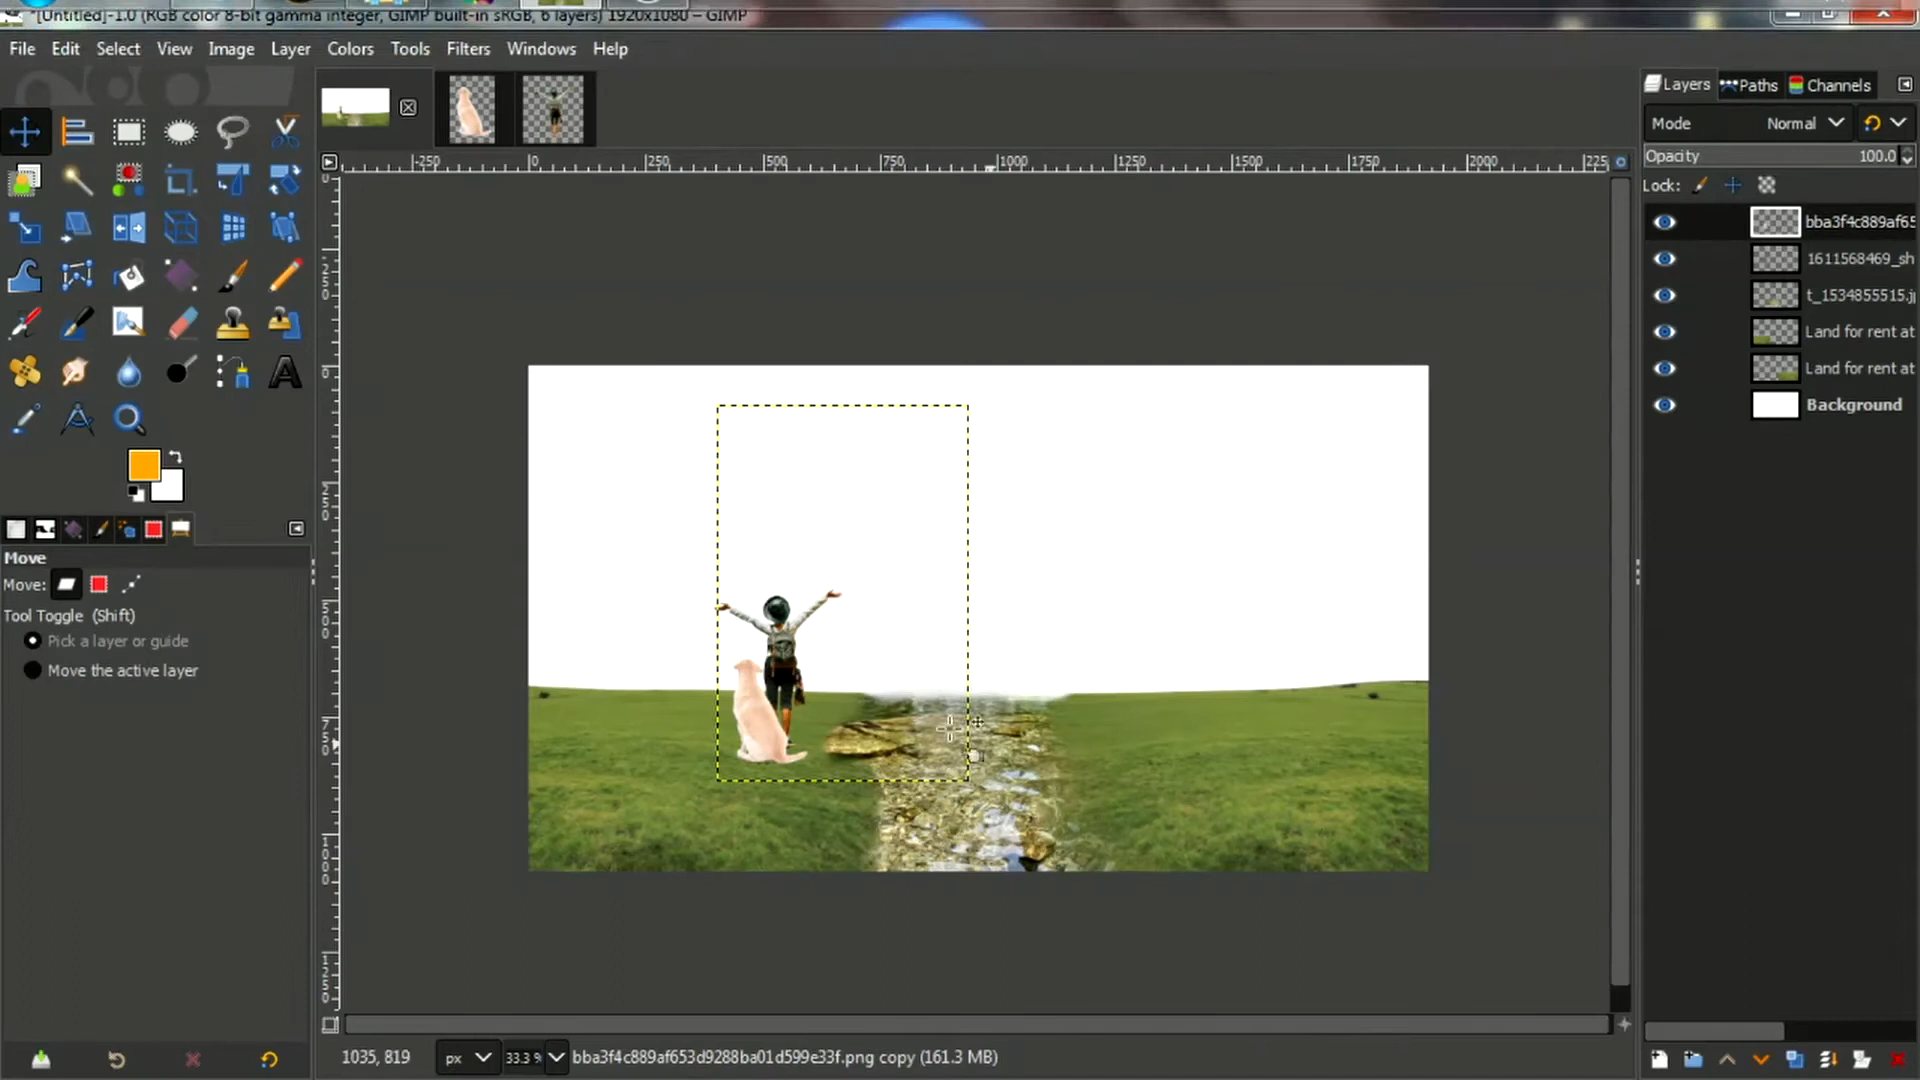 *[Untitled]-1.0 (RGB color 8-bit gamma integer, GIMP built-in sRGB, 6 layers) 1920x1080 – GIMP
File Edit Select View Image Layer Colors Tools Filters Windows Help
Layers Paths Channels
Mode Normal
Opacity 100.0
Lock:
-250 0 250 500 750 1000 1250 1500 1750 2000 225
bba3f4c889af65
1611568469_sh
t_1534855515.j
Land for rent at
Land for rent at
Background
Move
Move:
Tool Toggle (Shift)
Pick a layer or guide
Move the active layer
1035, 819 px 33.3 % bba3f4c889af653d9288ba01d599e33f.png copy (161.3 MB)